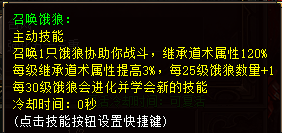 召唤饿狼:
主动技能
召唤1只饿狼协助你战斗，继承道术属性120%
每级继承道术属性提高3%，每25级饿狼数量+1
每30级饿狼会进化并学会新的技能
冷却时间: 0秒
(点击技能按钮设置快捷键)